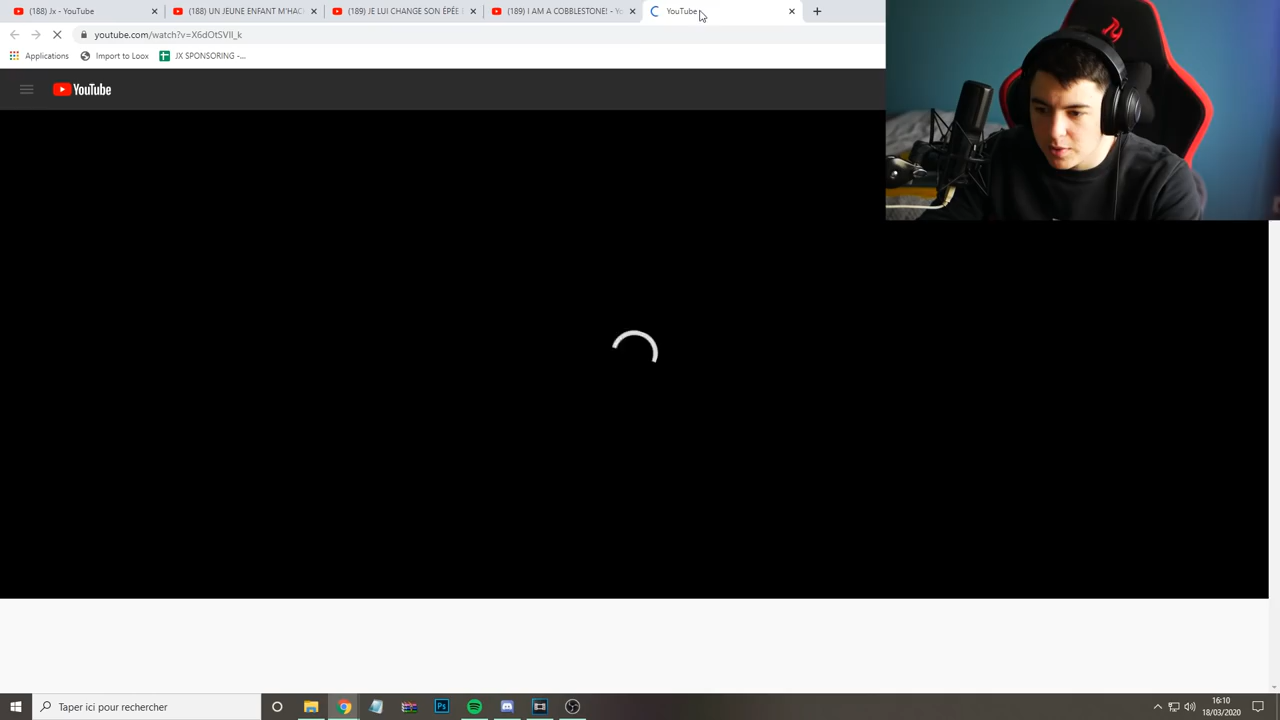 (188) Jx - YouTube
(188) UN JEUNE ENFANT M'HAC
(189) JE LUI CHANGE SON ÉPÉE
(189) I AM A COBBLESTONE! - Yo
YouTube
youtube.com/watch?v=X6dOtSVII_k
Applications
Import to Loox
JX SPONSORING -...
YouTube
Taper ici pour rechercher
Ps
16:10
18/03/2020